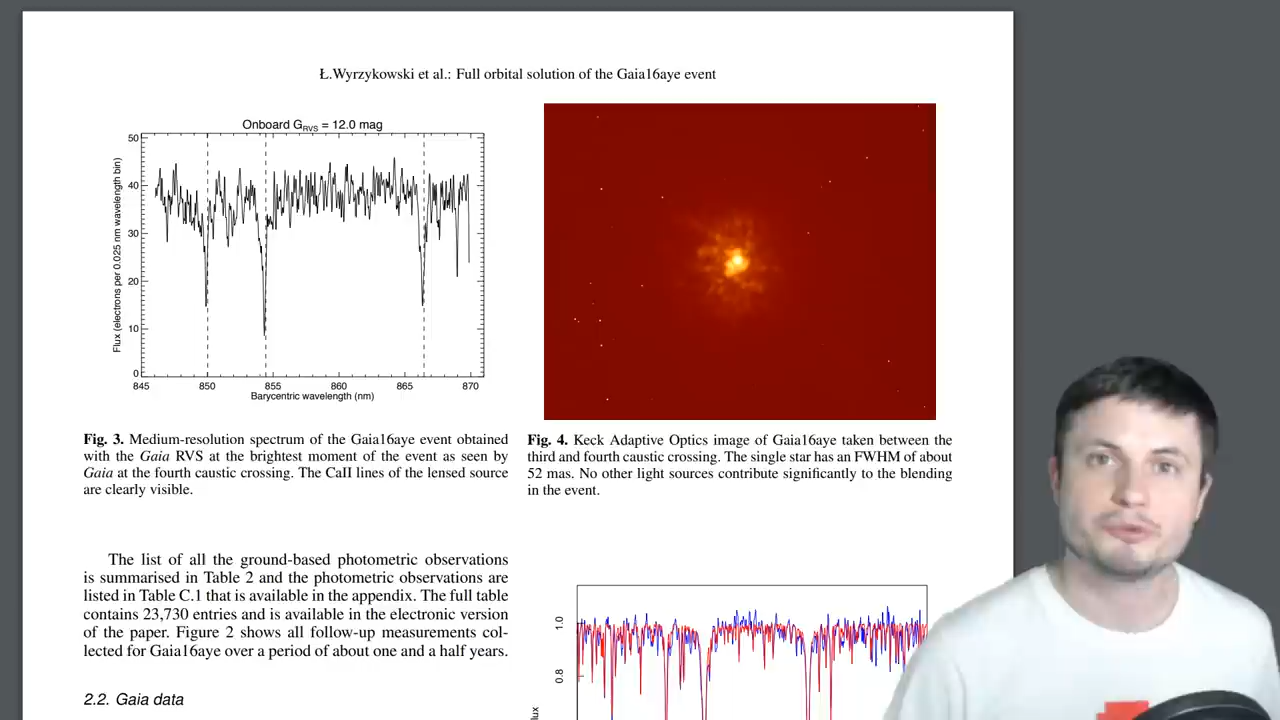 Ł.Wyrzykowski et al.: Full orbital solution of the Gaia16aye event
Onboard G_RVS = 12.0 mag
Flux (electrons per 0.025 nm wavelength bin)
50
40
30
20
10
0
845 850 855 860 865 870
Barycentric wavelength (nm)
Fig. 3. Medium-resolution spectrum of the Gaia16aye event obtained
with the Gaia RVS at the brightest moment of the event as seen by
Gaia at the fourth caustic crossing. The CaII lines of the lensed source
are clearly visible.
The list of all the ground-based photometric observations
is summarised in Table 2 and the photometric observations are
listed in Table C.1 that is available in the appendix. The full table
contains 23,730 entries and is available in the electronic version
of the paper. Figure 2 shows all follow-up measurements col-
lected for Gaia16aye over a period of about one and a half years.
2.2. Gaia data
Fig. 4. Keck Adaptive Optics image of Gaia16aye taken between the
third and fourth caustic crossing. The single star has an FWHM of about
52 mas. No other light sources contribute significantly to the blending
in the event.
1.0
0.8